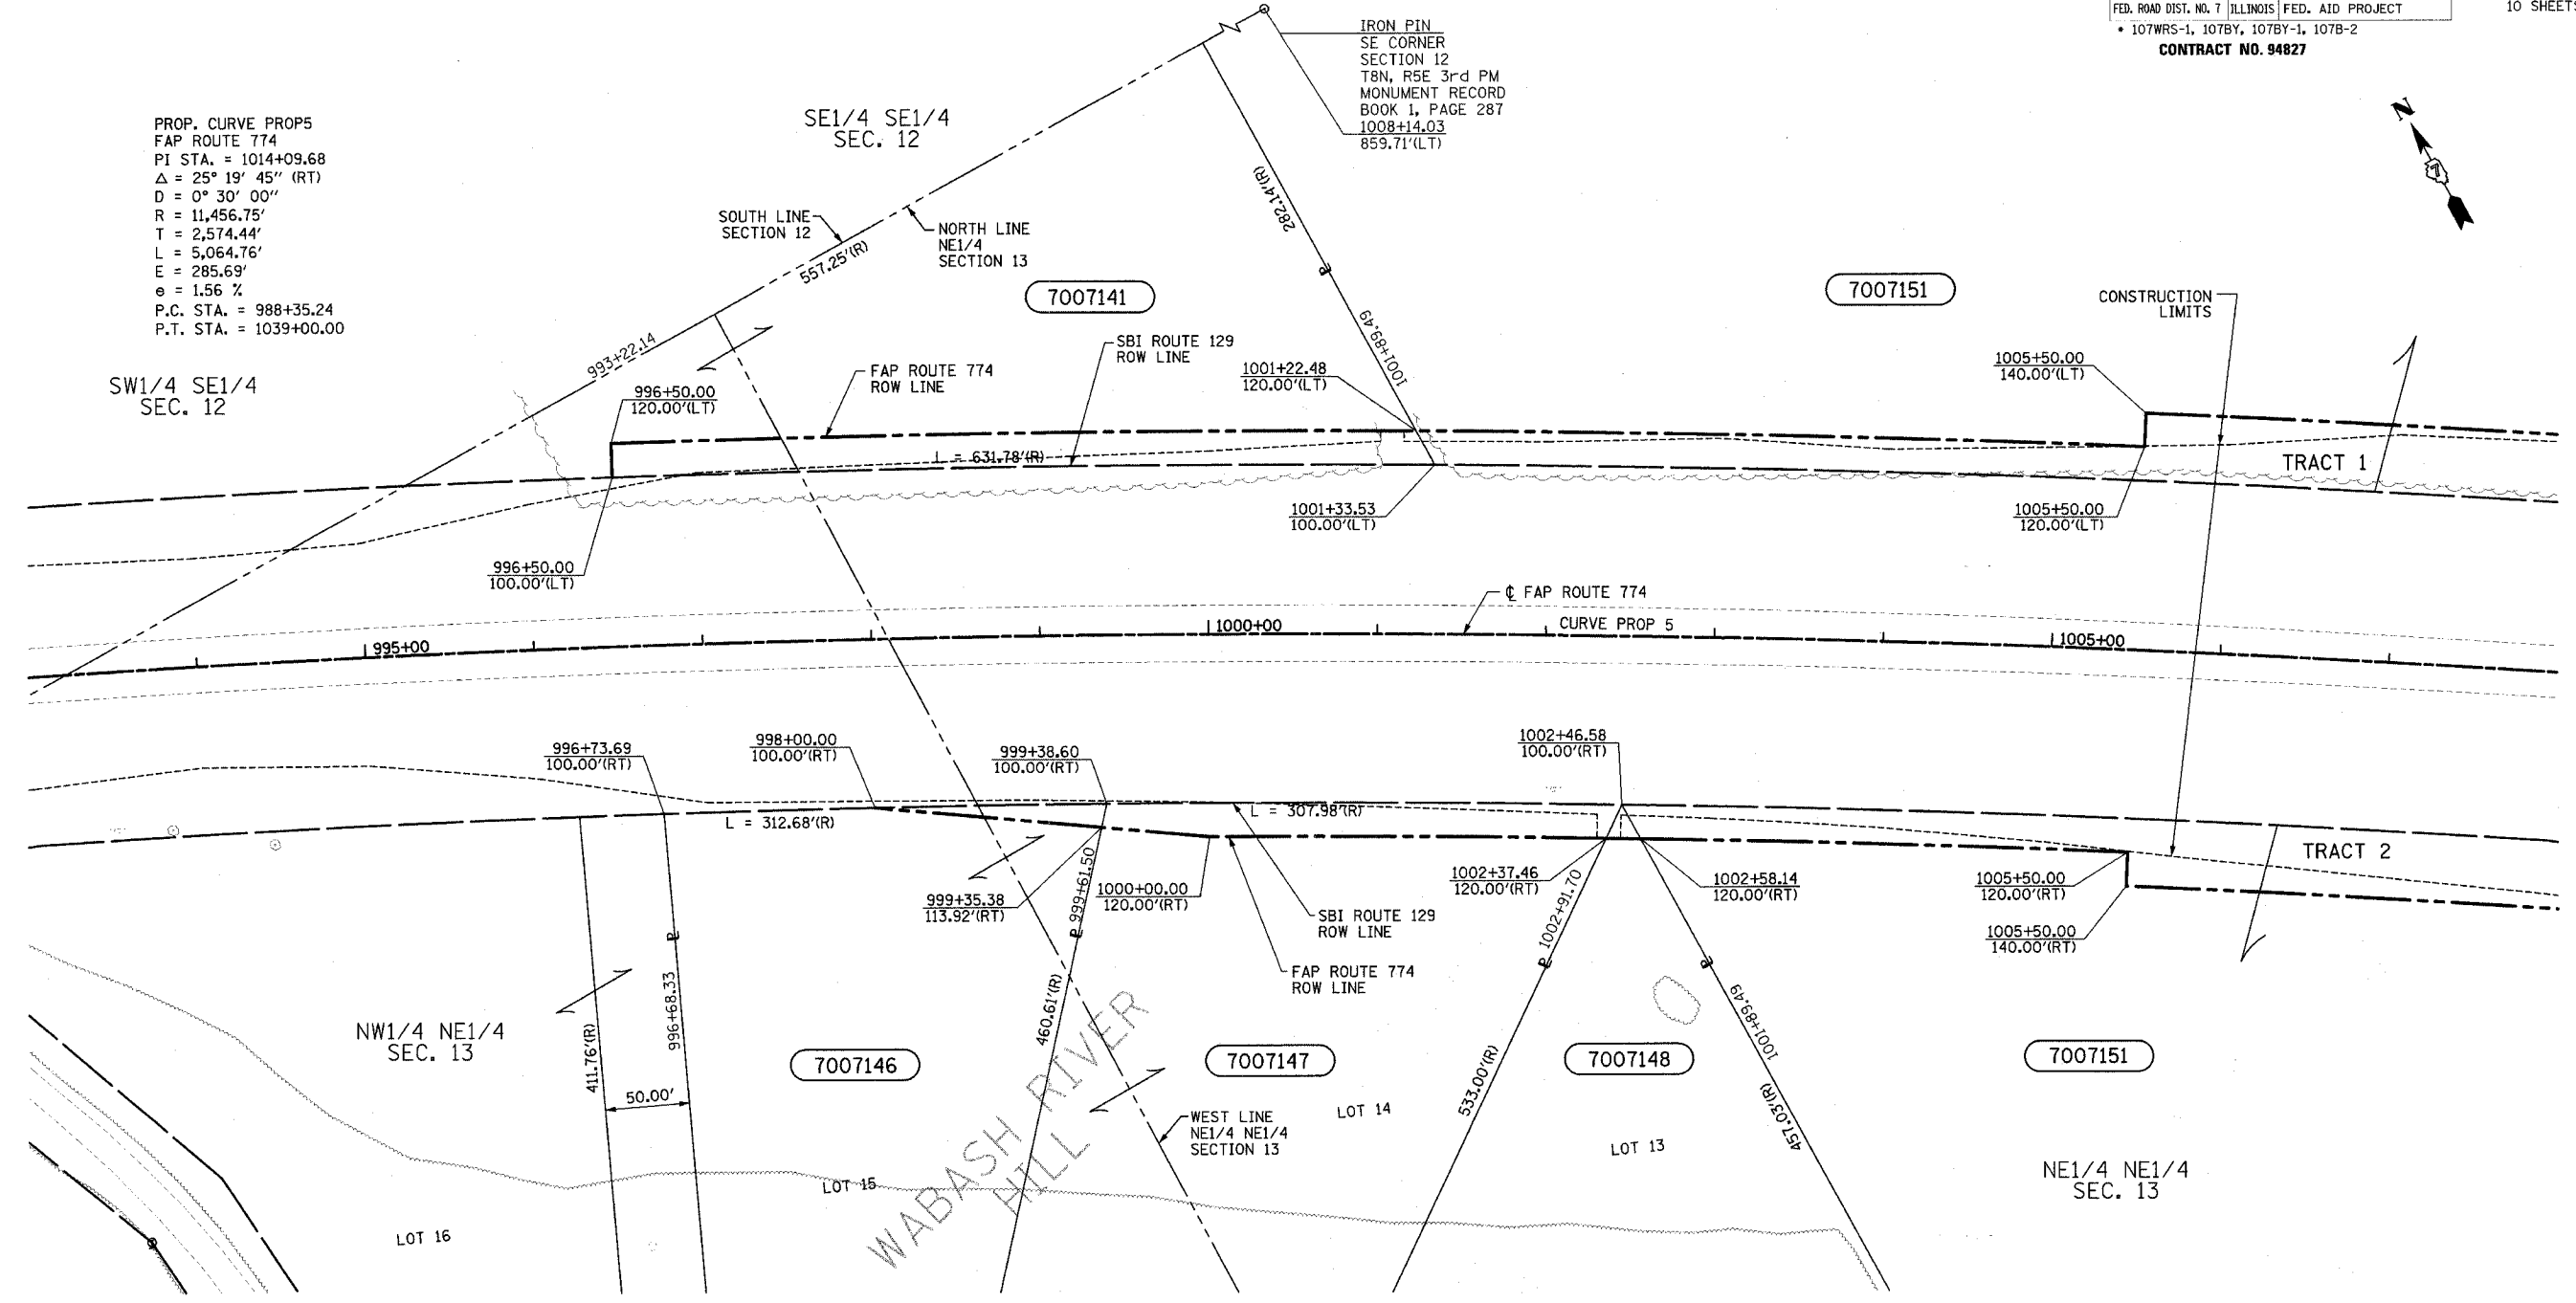 FED. ROAD DIST. NO. 7 ILLINOIS FED. AID PROJECT
10 SHEETS
• 107WRS-1, 107BY, 107BY-1, 107B-2
CONTRACT NO. 94827
IRON PIN
SE CORNER
SECTION 12
T8N, R5E 3rd PM
MONUMENT RECORD
BOOK 1, PAGE 287
1008+14.03
859.71'(LT)
N
7
PROP. CURVE PROP5
FAP ROUTE 774
PI STA. = 1014+09.68
Δ = 25° 19' 45" (RT)
D = 0° 30' 00"
R = 11,456.75'
T = 2,574.44'
L = 5,064.76'
E = 285.69'
e = 1.56 %
P.C. STA. = 988+35.24
P.T. STA. = 1039+00.00
SE1/4 SE1/4
SEC. 12
SW1/4 SE1/4
SEC. 12
SOUTH LINE
SECTION 12
NORTH LINE
NE1/4
SECTION 13
557.25'(R)
282.14'(R)
7007141
7007151
CONSTRUCTION
LIMITS
993+22.14
1001+89.49
SBI ROUTE 129
ROW LINE
FAP ROUTE 774
ROW LINE
996+50.00
120.00'(LT)
1001+22.48
120.00'(LT)
1005+50.00
140.00'(LT)
L = 631.78'(R)
TRACT 1
1001+33.53
100.00'(LT)
1005+50.00
120.00'(LT)
996+50.00
100.00'(LT)
℄ FAP ROUTE 774
995+00
1000+00
CURVE PROP 5
1005+00
996+73.69
100.00'(RT)
998+00.00
100.00'(RT)
999+38.60
100.00'(RT)
1002+46.58
100.00'(RT)
L = 312.68'(R)
L = 307.98'(R)
TRACT 2
999+35.38
113.92'(RT)
℄ 999+61.50
1000+00.00
120.00'(RT)
1002+37.46
120.00'(RT)
1002+58.14
120.00'(RT)
1005+50.00
120.00'(RT)
SBI ROUTE 129
ROW LINE
1002+91.70
1005+50.00
140.00'(RT)
FAP ROUTE 774
ROW LINE
NW1/4 NE1/4
SEC. 13
411.76'(R)
996+68.33
50.00'
460.61'(R)
7007146
7007147
7007148
7007151
1001+89.49
533.00'(R)
457.03'(R)
WABASH RIVER
HILL
WEST LINE
NE1/4 NE1/4
SECTION 13
LOT 14
LOT 13
LOT 15
LOT 16
NE1/4 NE1/4
SEC. 13